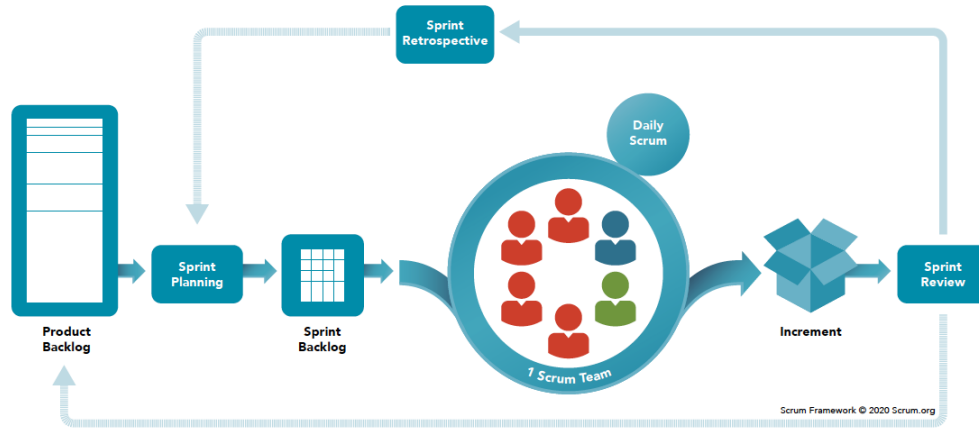 Sprint
Retrospective
Daily
Scrum
Sprint
Planning
Sprint
Review
Product
Backlog
Sprint
Backlog
Increment
1 Scrum Team
Scrum Framework © 2020 Scrum.org